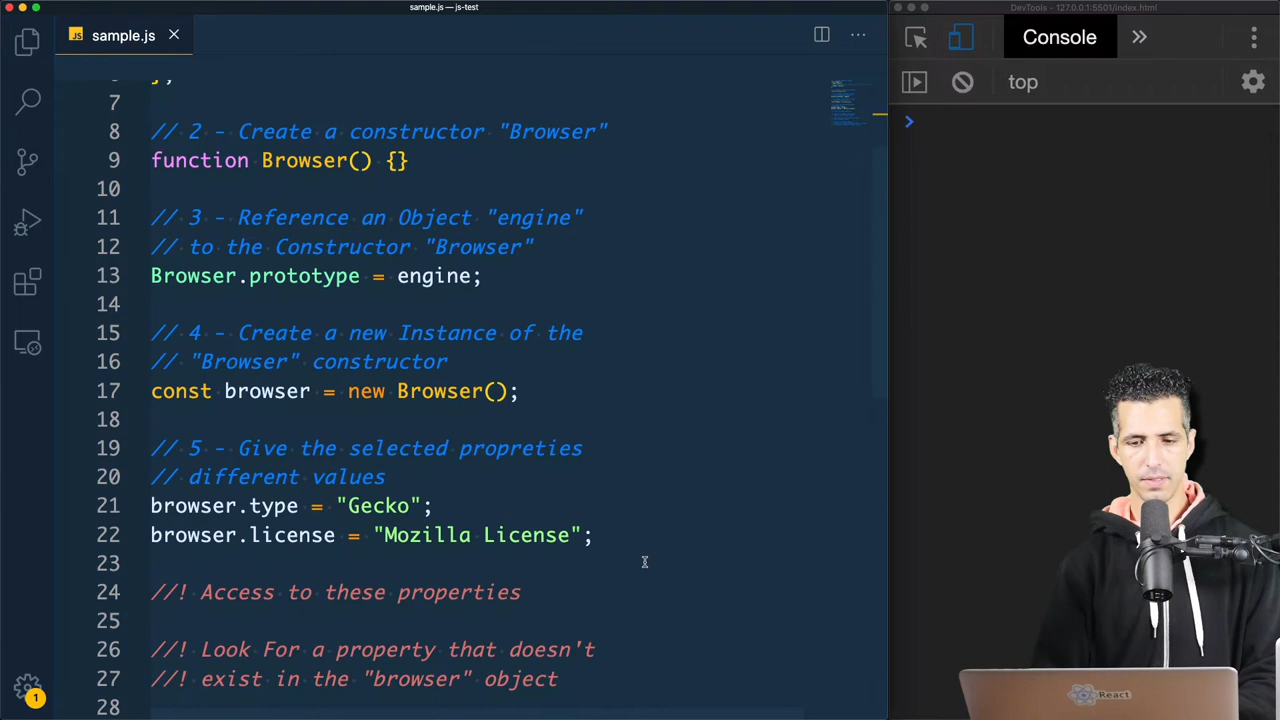 sample.js — js-test
DevTools - 127.0.0.1:5501/index.html
JS sample.js
Console
top
};
7
8 // 2 - Create a constructor "Browser"
9 function Browser() {}
10
11 // 3 - Reference an Object "engine"
12 // to the Constructor "Browser"
13 Browser.prototype = engine;
14
15 // 4 - Create a new Instance of the
16 // "Browser" constructor
17 const browser = new Browser();
18
19 // 5 - Give the selected propreties
20 // different values
21 browser.type = "Gecko";
22 browser.license = "Mozilla License";
23
24 //! Access to these properties
25
26 //! Look For a property that doesn't
27 //! exist in the "browser" object
28
1
React